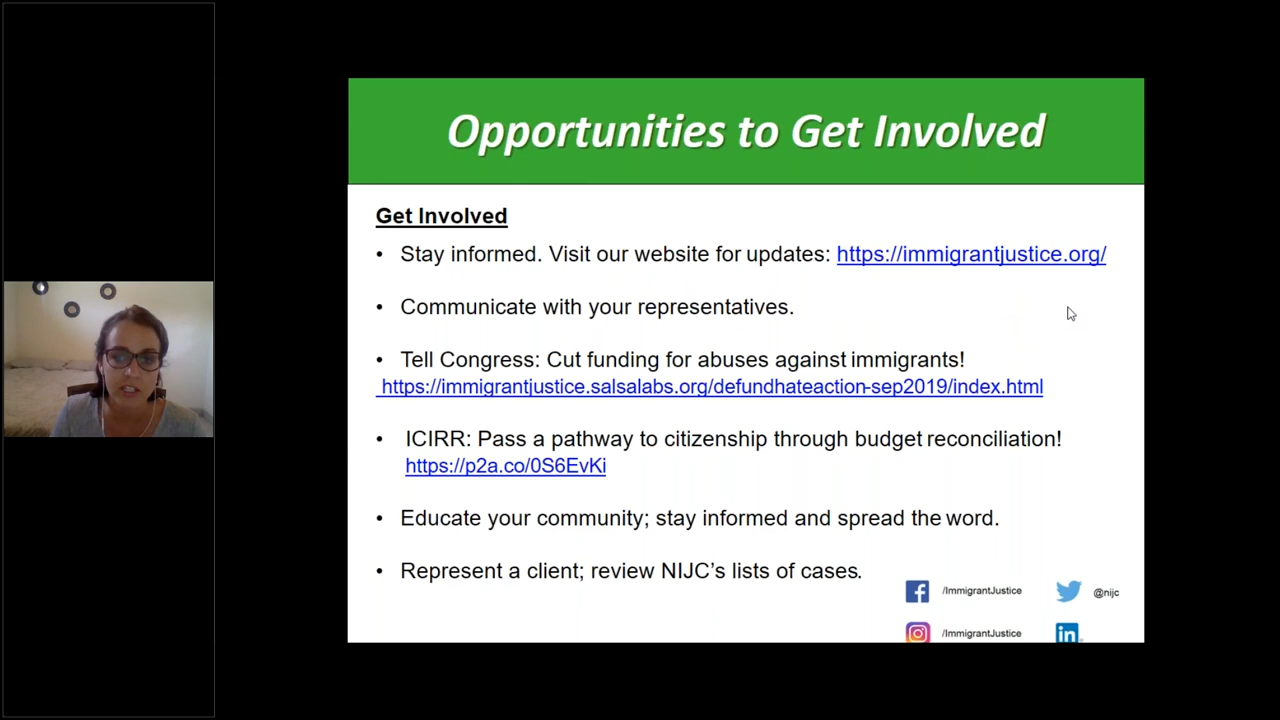 Opportunities to Get Involved
Get Involved
• Stay informed. Visit our website for updates: https://immigrantjustice.org/
• Communicate with your representatives.
• Tell Congress: Cut funding for abuses against immigrants!
https://immigrantjustice.salsalabs.org/defundhateaction-sep2019/index.html
• ICIRR: Pass a pathway to citizenship through budget reconciliation!
https://p2a.co/0S6EvKi
• Educate your community; stay informed and spread the word.
• Represent a client; review NIJC’s lists of cases.
/ImmigrantJustice
@nijc
/ImmigrantJustice
in